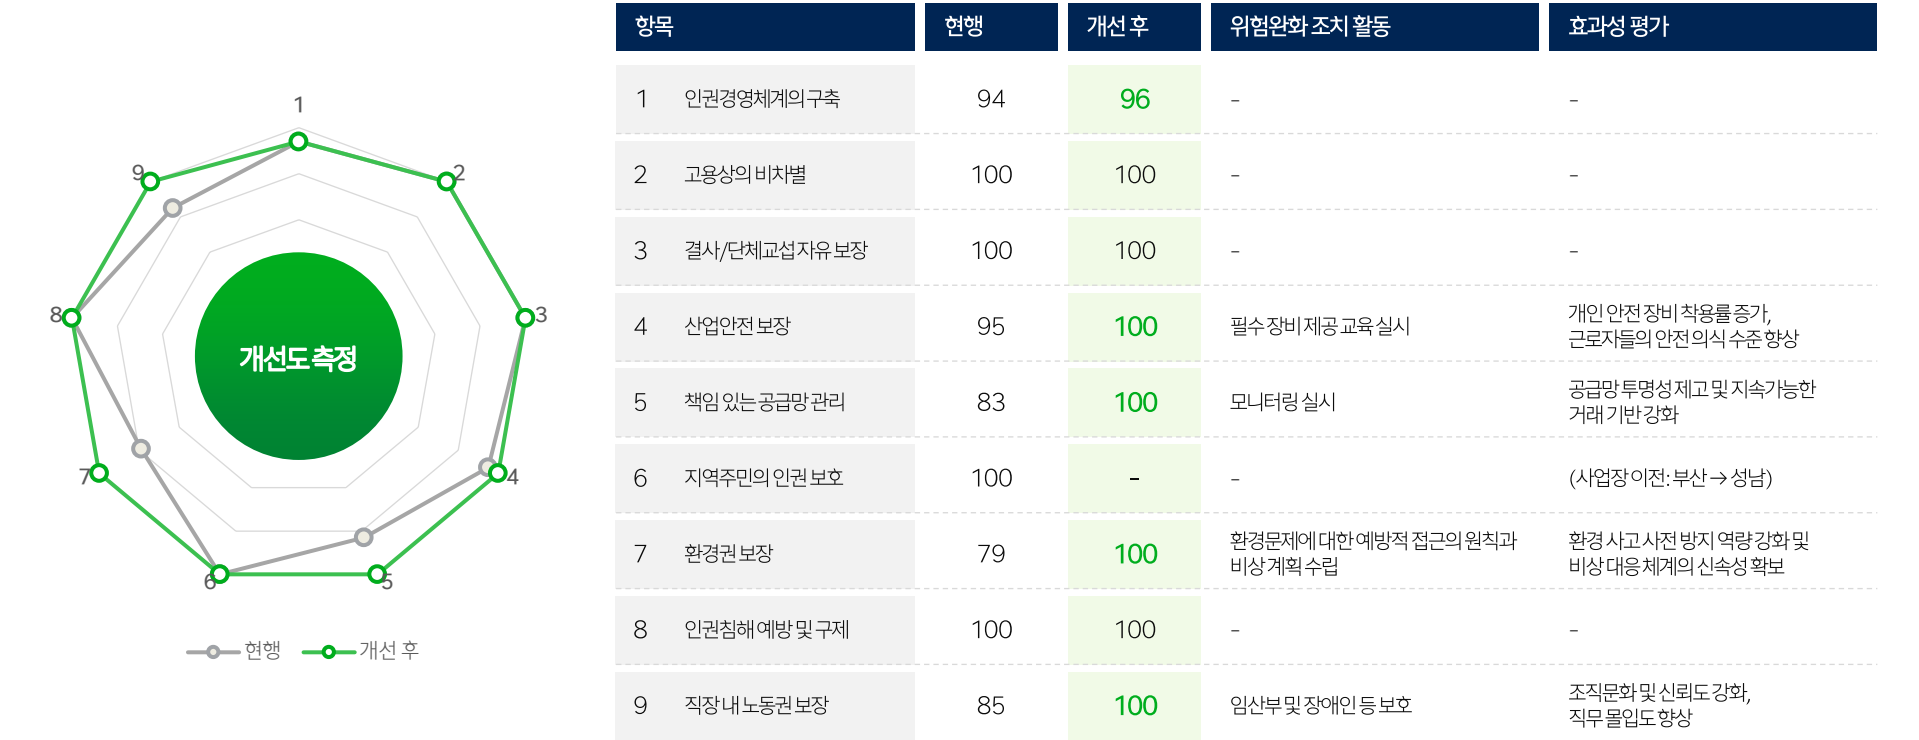 1
2
3
4
5
6
7
8
9
개선도 측정
현행
개선 후
항목 현행 개선 후 위험완화 조치 활동 효과성 평가
1 인권경영체계의 구축 94 96 - -
2 고용상의 비차별 100 100 - -
3 결사/단체교섭 자유 보장 100 100 - -
4 산업안전 보장 95 100 필수 장비 제공 교육 실시 개인 안전 장비 착용률 증가,
근로자들의 안전 의식 수준 향상
5 책임 있는 공급망 관리 83 100 모니터링 실시 공급망 투명성 제고 및 지속가능한
거래 기반 강화
6 지역주민의 인권 보호 100 - - (사업장 이전: 부산 → 성남)
7 환경권 보장 79 100 환경문제에 대한 예방적 접근의 원칙과 환경 사고 사전 방지 역량 강화 및
비상 계획 수립 비상 대응 체계의 신속성 확보
8 인권침해 예방 및 구제 100 100 - -
9 직장 내 노동권 보장 85 100 임산부 및 장애인 등 보호 조직문화 및 신뢰도 강화,
직무 몰입도 향상